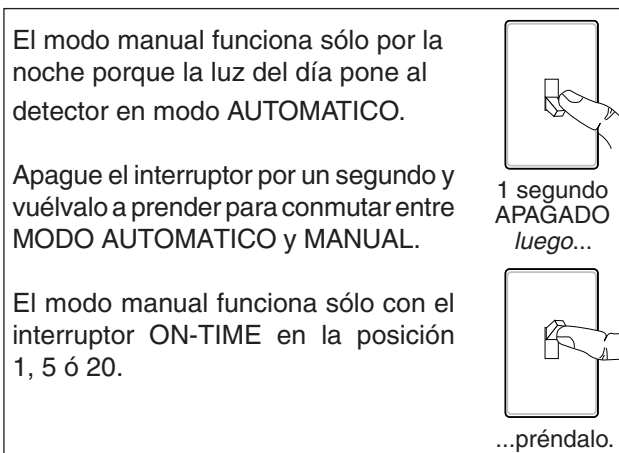 El modo manual funciona sólo por la
noche porque la luz del día pone al
detector en modo AUTOMATICO.
Apague el interruptor por un segundo y
vuélvalo a prender para conmutar entre
MODO AUTOMATICO y MANUAL.
El modo manual funciona sólo con el
interruptor ON-TIME en la posición
1, 5 ó 20.
1 segundo
APAGADO
luego...
...préndalo.